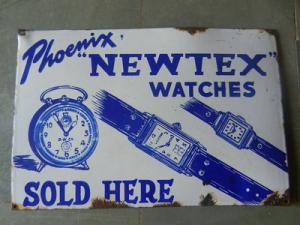 Phoenix
"NEWTEX"
WATCHES
SOLD HERE